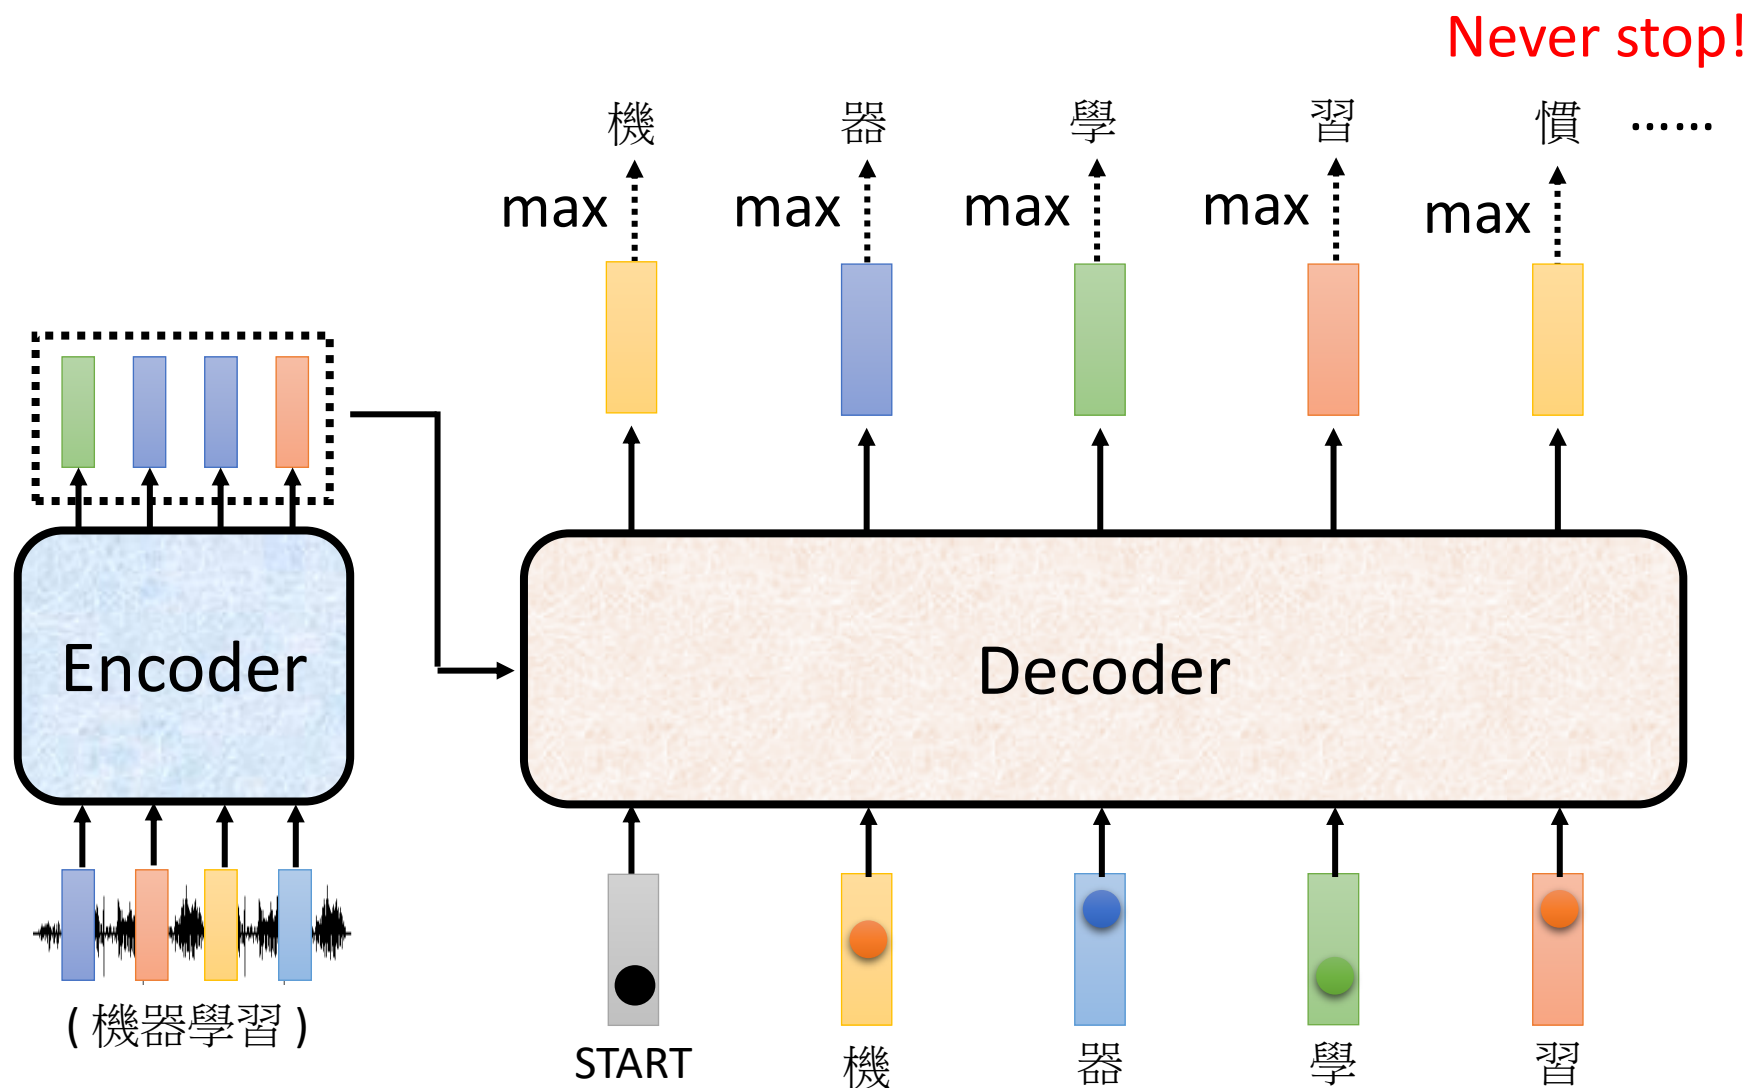 Never stop!
機 器 學 習 慣 ……
max max max max max
Encoder
Decoder
( 機器學習 )
START 機 器 學 習